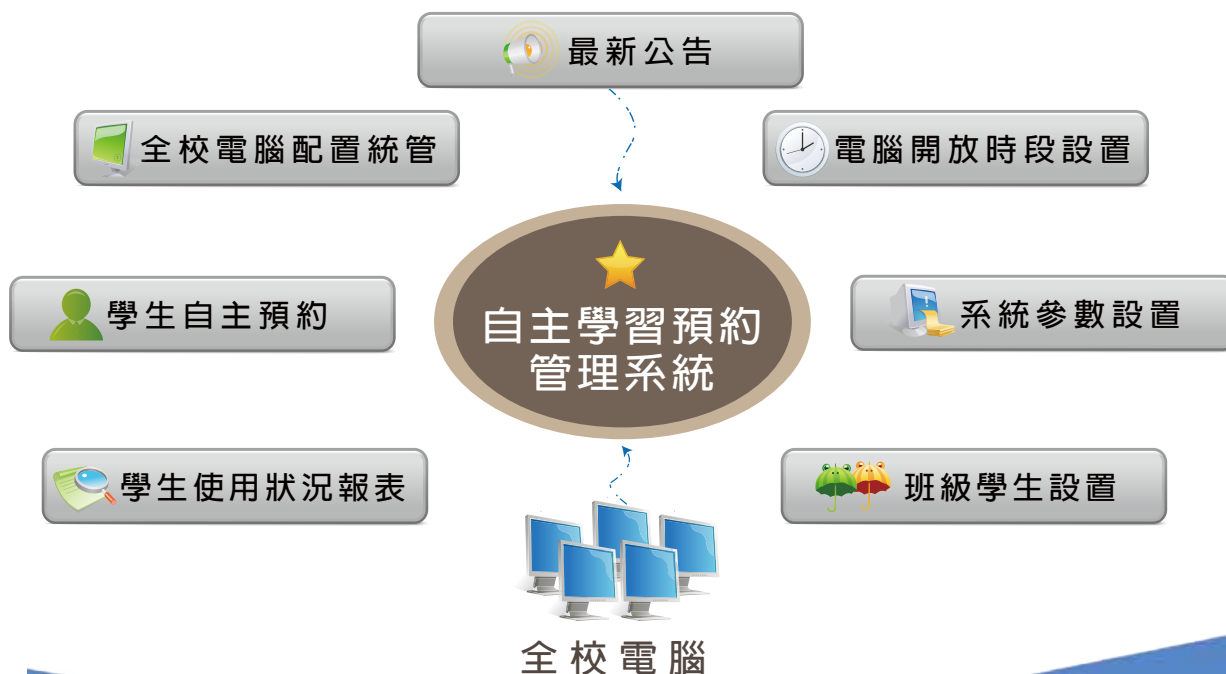 最新公告
全校電腦配置統管
電腦開放時段設置
自主學習預約
管理系統
學生自主預約
系統參數設置
學生使用狀況報表
班級學生設置
全校電腦